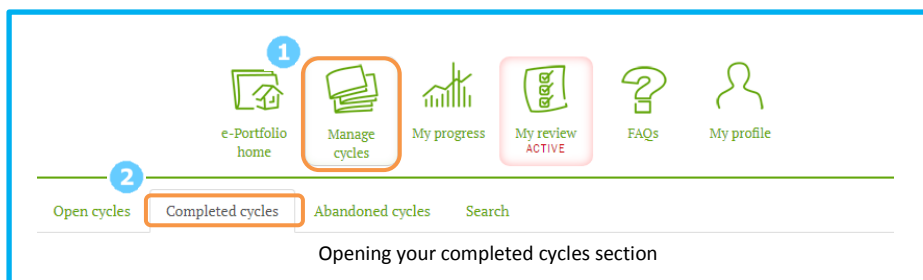 1
e-Portfolio
home
Manage
cycles
My progress
My review
ACTIVE
FAQs
My profile
2
Open cycles
Completed cycles
Abandoned cycles
Search
Opening your completed cycles section